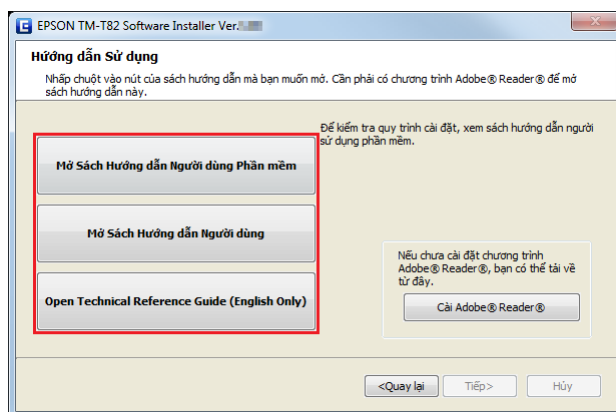 EPSON TM-T82 Software Installer Ver.
Hướng dẫn Sử dụng
Nhấp chuột vào nút của sách hướng dẫn mà bạn muốn mở. Cần phải có chương trình Adobe® Reader® để mở
sách hướng dẫn này.
Để kiểm tra quy trình cài đặt, xem sách hướng dẫn người
sử dụng phần mềm.
Mở Sách Hướng dẫn Người dùng Phần mềm
Mở Sách Hướng dẫn Người dùng
Open Technical Reference Guide (English Only)
Nếu chưa cài đặt chương trình
Adobe® Reader®, bạn có thể tải về
từ đây.
Cài Adobe® Reader®
<Quay lại
Tiếp>
Hủy